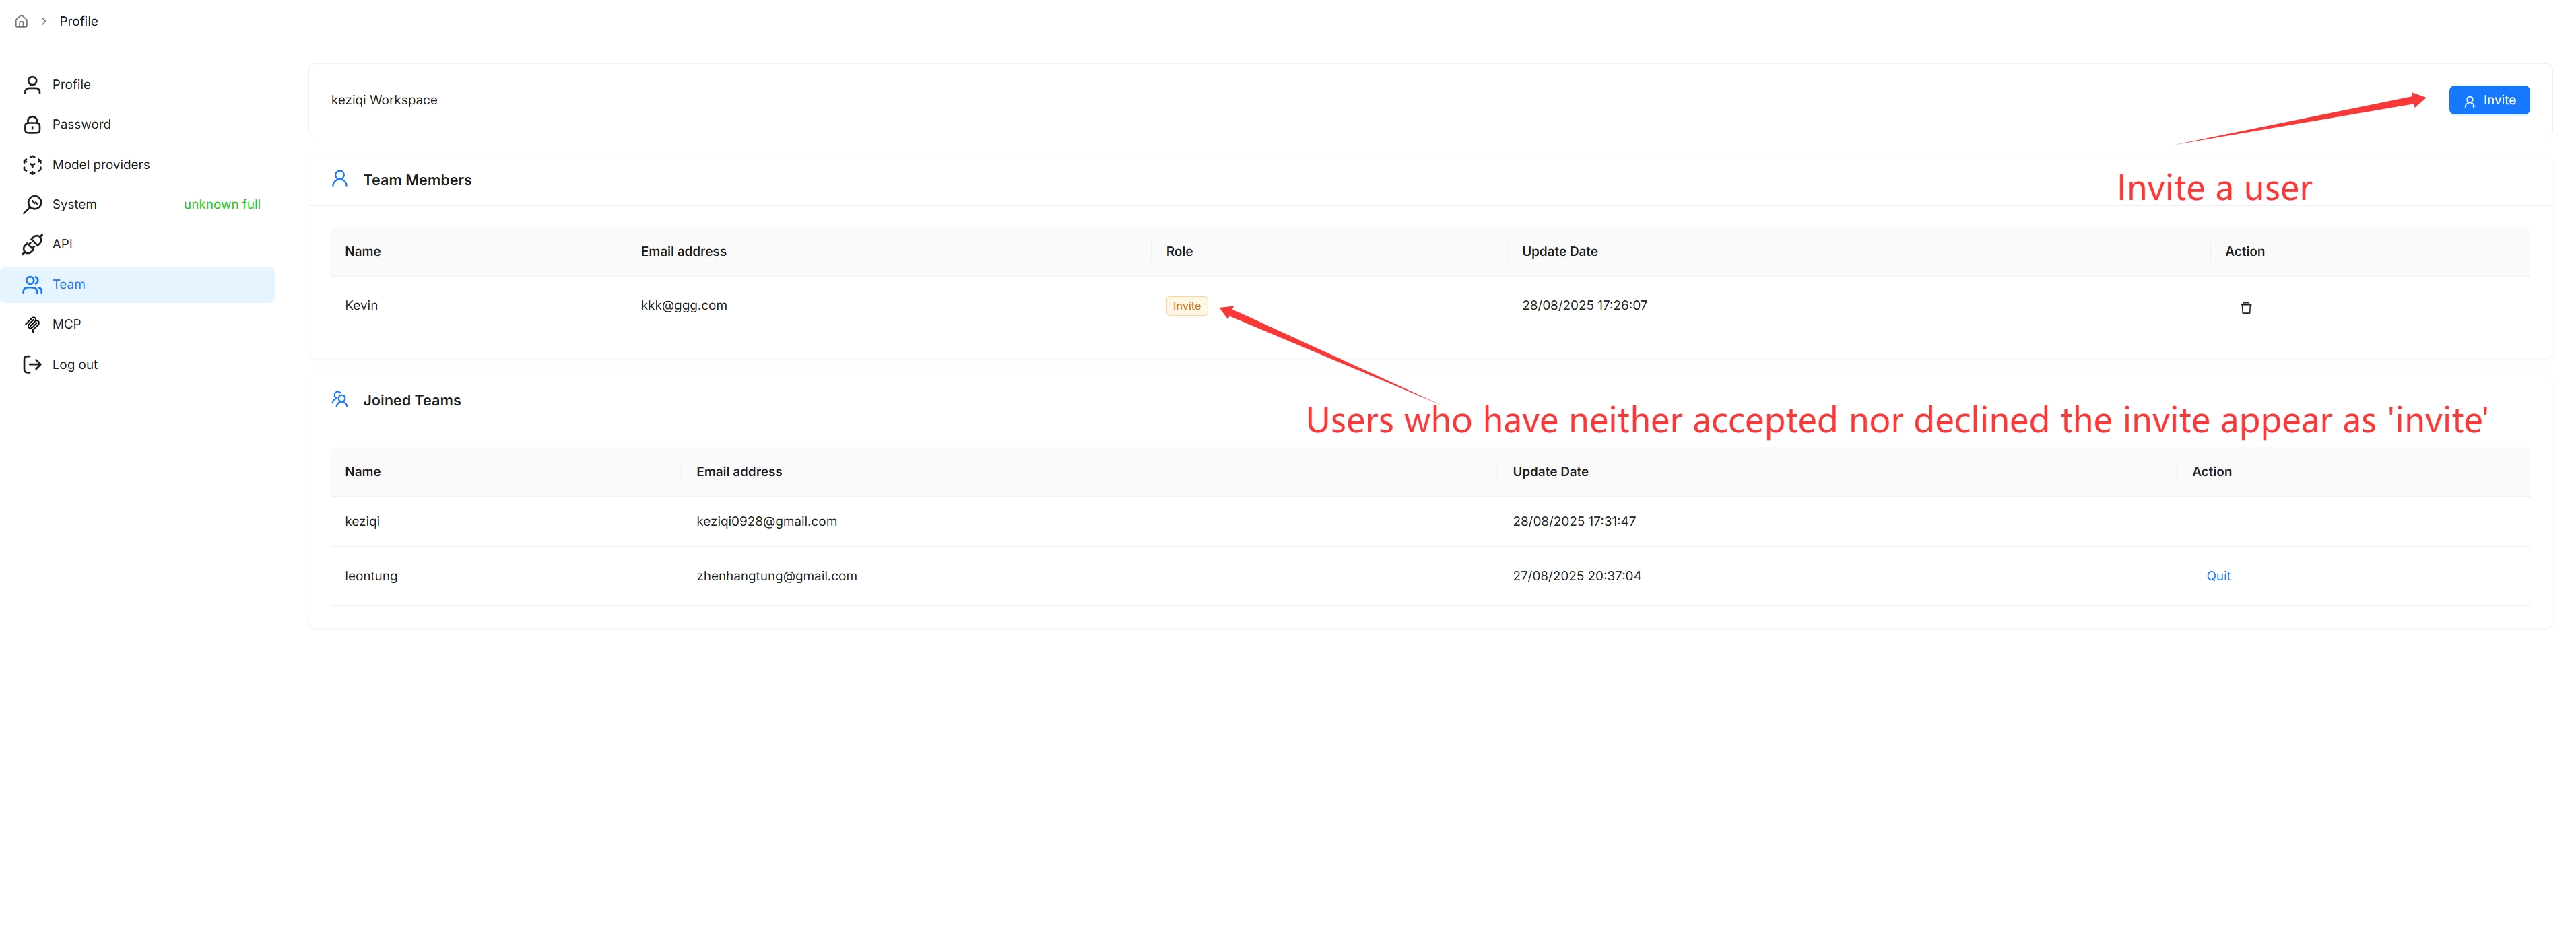 Profile
Profile
Password
Model providers
System unknown full
API
Team
MCP
Log out
keziqi Workspace
Invite
Invite a user
Team Members
Name Email address Role Update Date Action
Kevin kkk@ggg.com Invite 28/08/2025 17:26:07
Users who have neither accepted nor declined the invite appear as 'invite'
Joined Teams
Name Email address Update Date Action
keziqi keziqi0928@gmail.com 28/08/2025 17:31:47
leontung zhenhangtung@gmail.com 27/08/2025 20:37:04 Quit